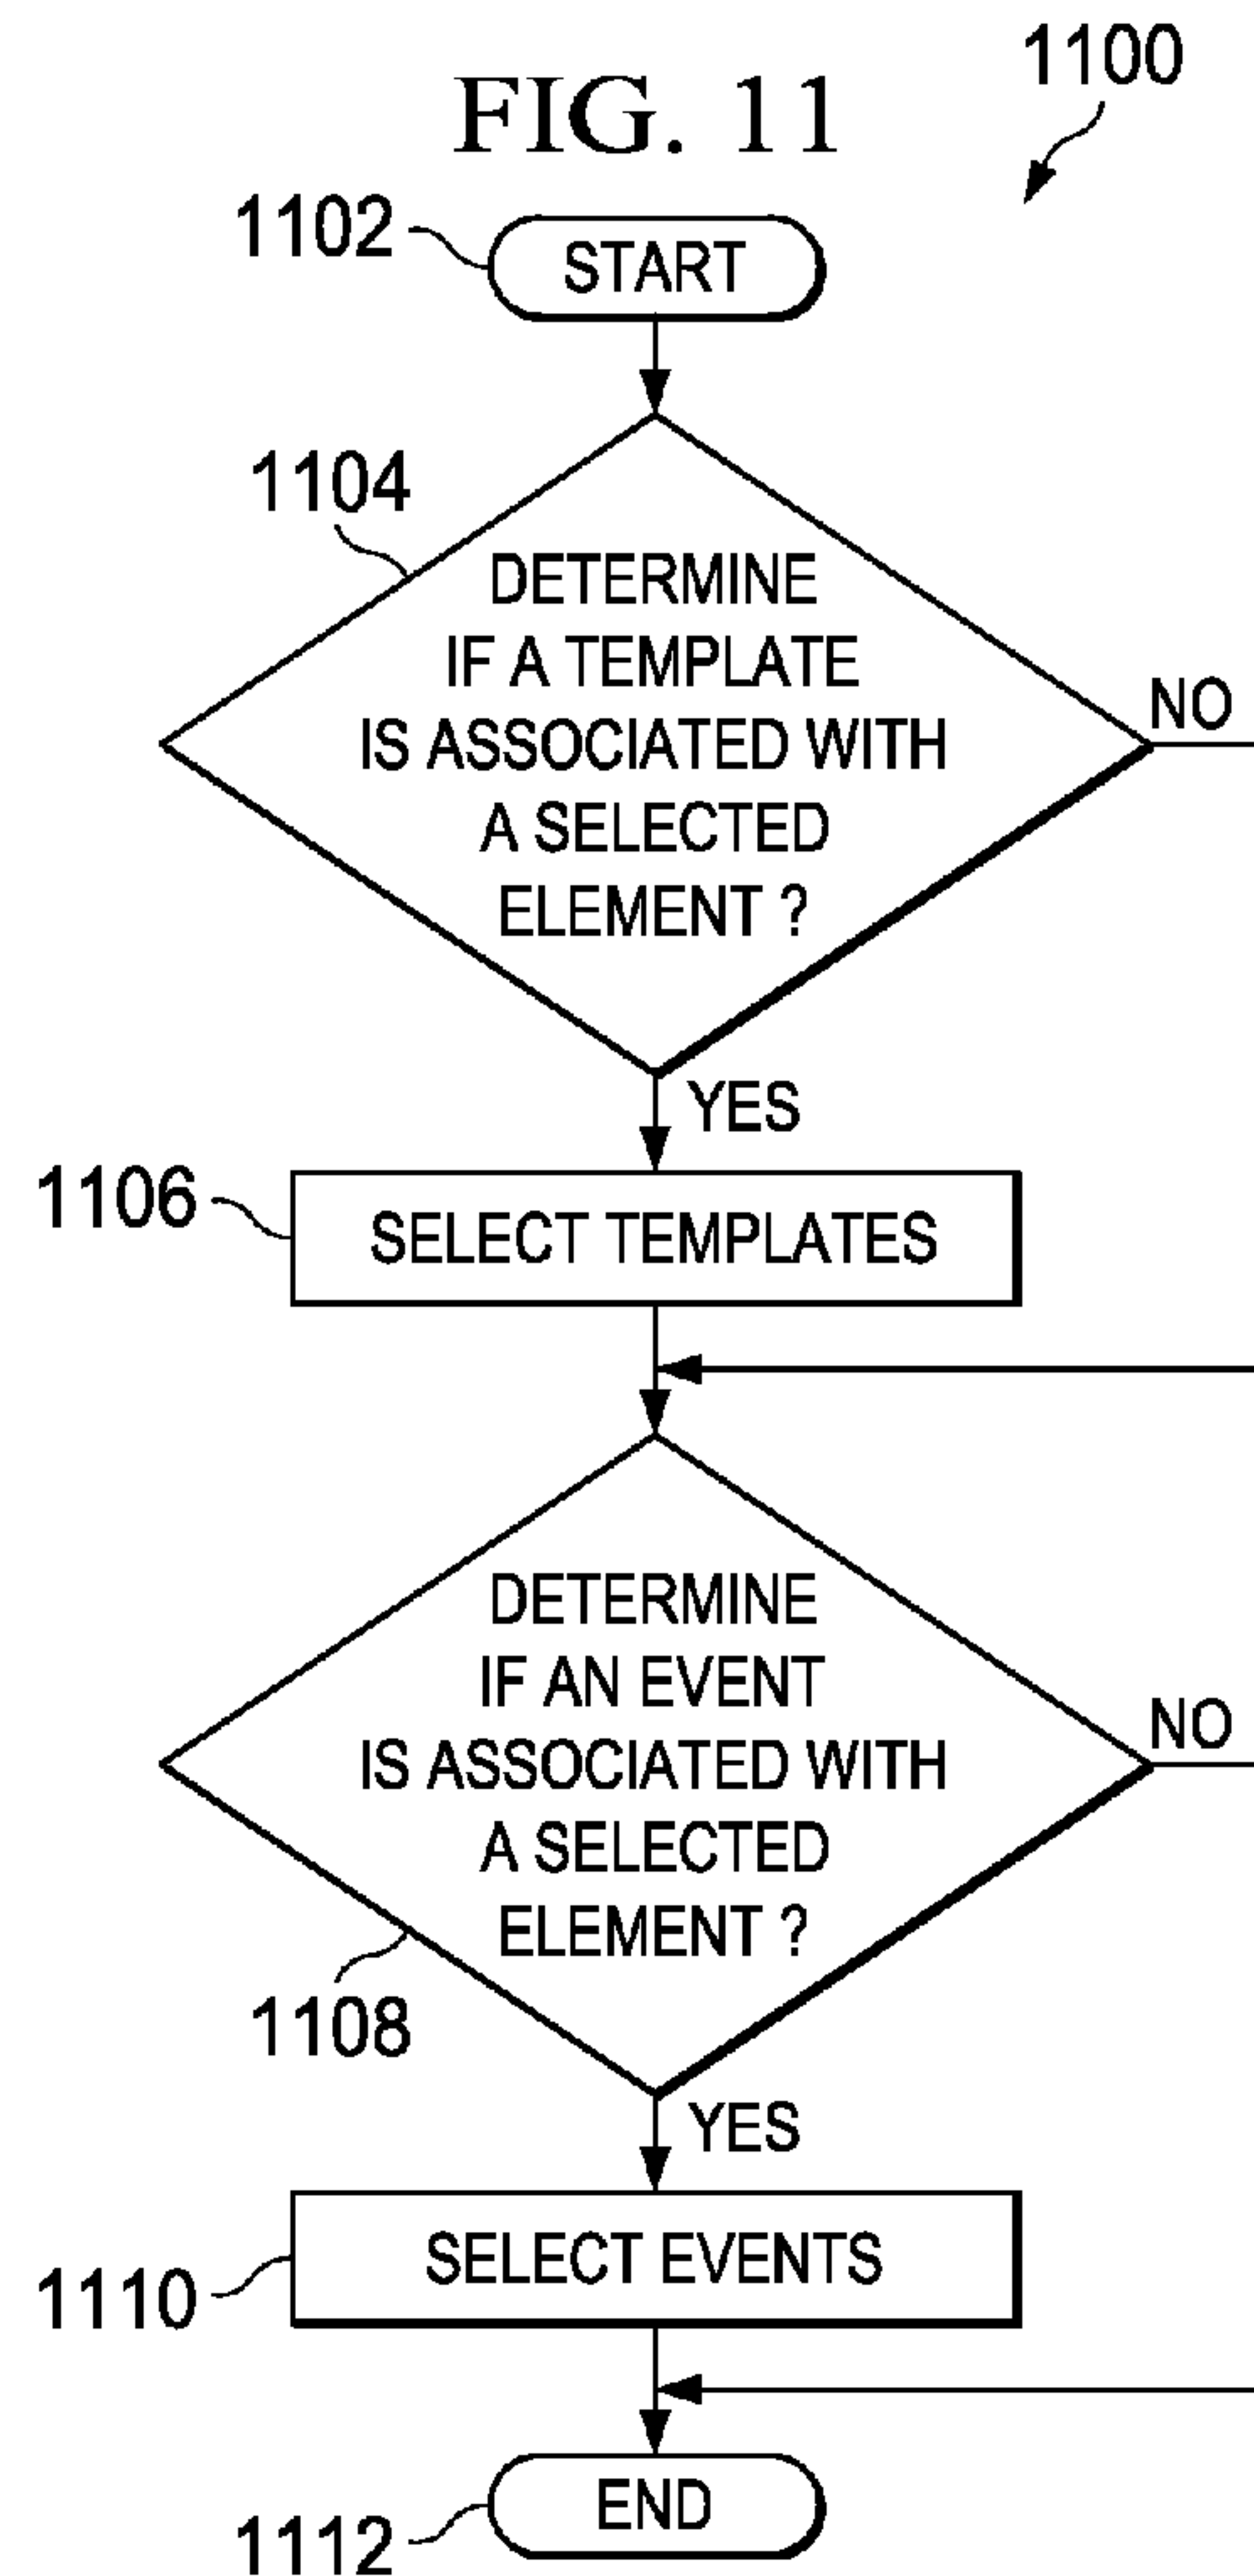 1100
FIG. 11
1102
START
1104
DETERMINE
IF A TEMPLATE
IS ASSOCIATED WITH
A SELECTED
ELEMENT ?
NO
YES
1106
SELECT TEMPLATES
DETERMINE
IF AN EVENT
IS ASSOCIATED WITH
A SELECTED
ELEMENT ?
NO
1108
YES
SELECT EVENTS
1110
END
1112